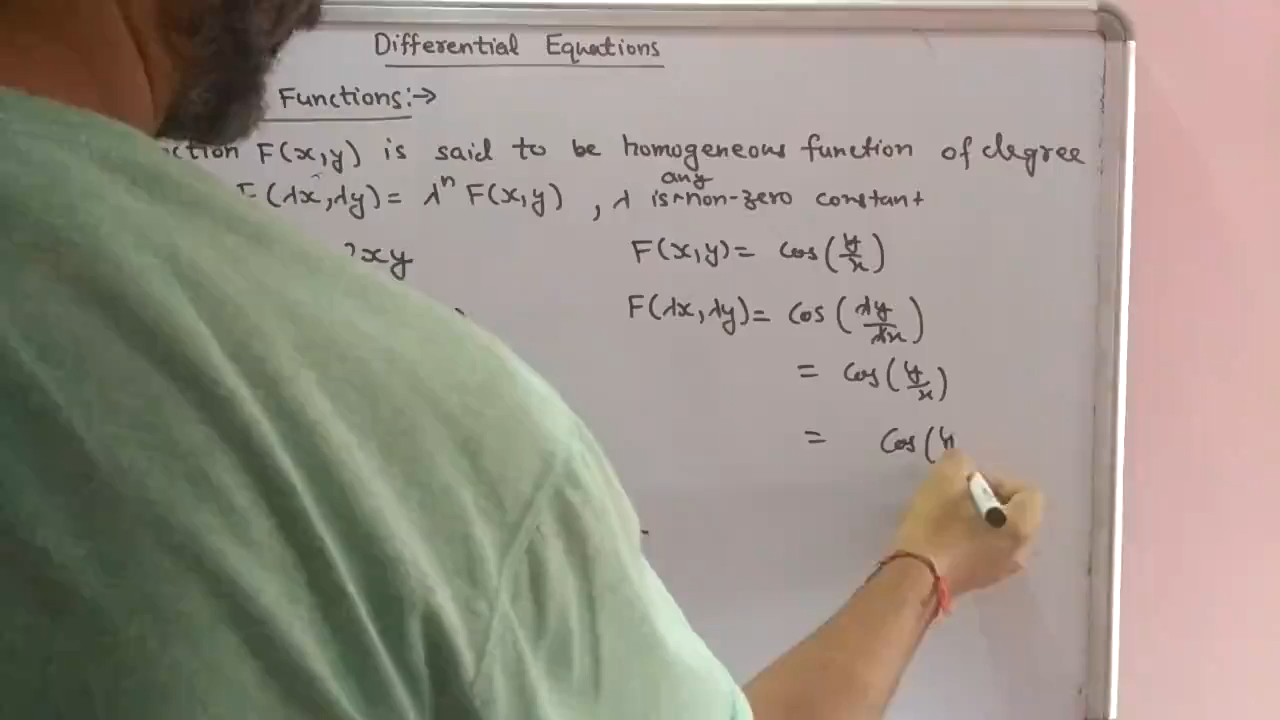 Differential Equations
Functions:→
F(x,y) is said to be homogeneous function of degree
any
(λx,λy)= λⁿ F(x,y) , λ is^non-zero constant
xy
F(x,y)= cos(y/x)
F(λx,λy)= cos(λy/λx)
= cos(y/x)
= cos(